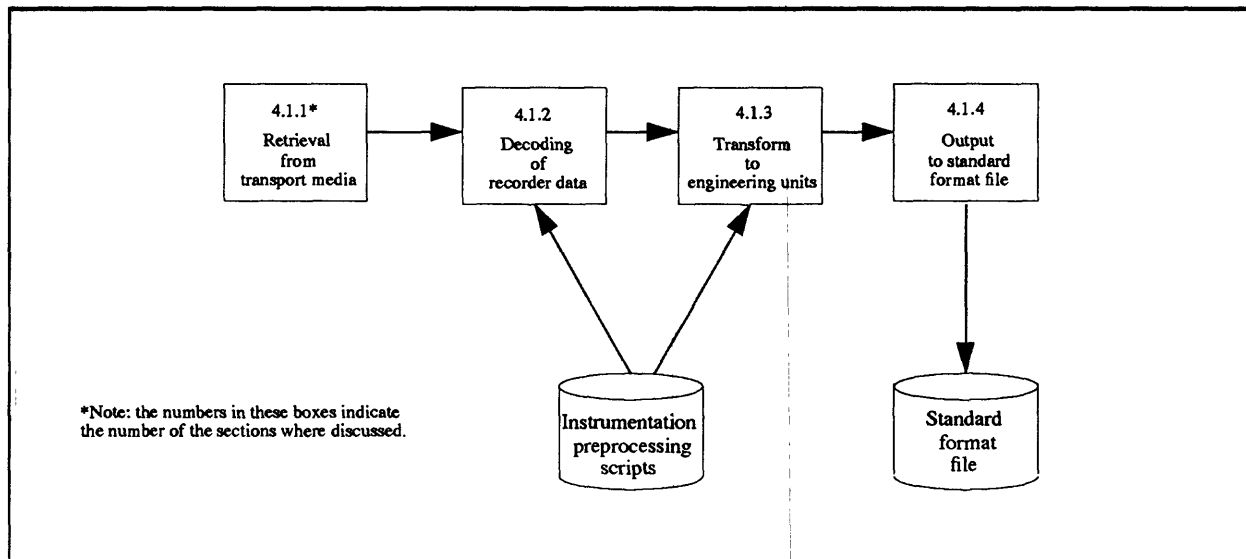 4.1.1*
Retrieval
from
transport media
4.1.2
Decoding
of
recorder data
4.1.3
Transform
to
engineering units
4.1.4
Output
to standard
format file
*Note: the numbers in these boxes indicate
the number of the sections where discussed.
Instrumentation
preprocessing
scripts
Standard
format
file